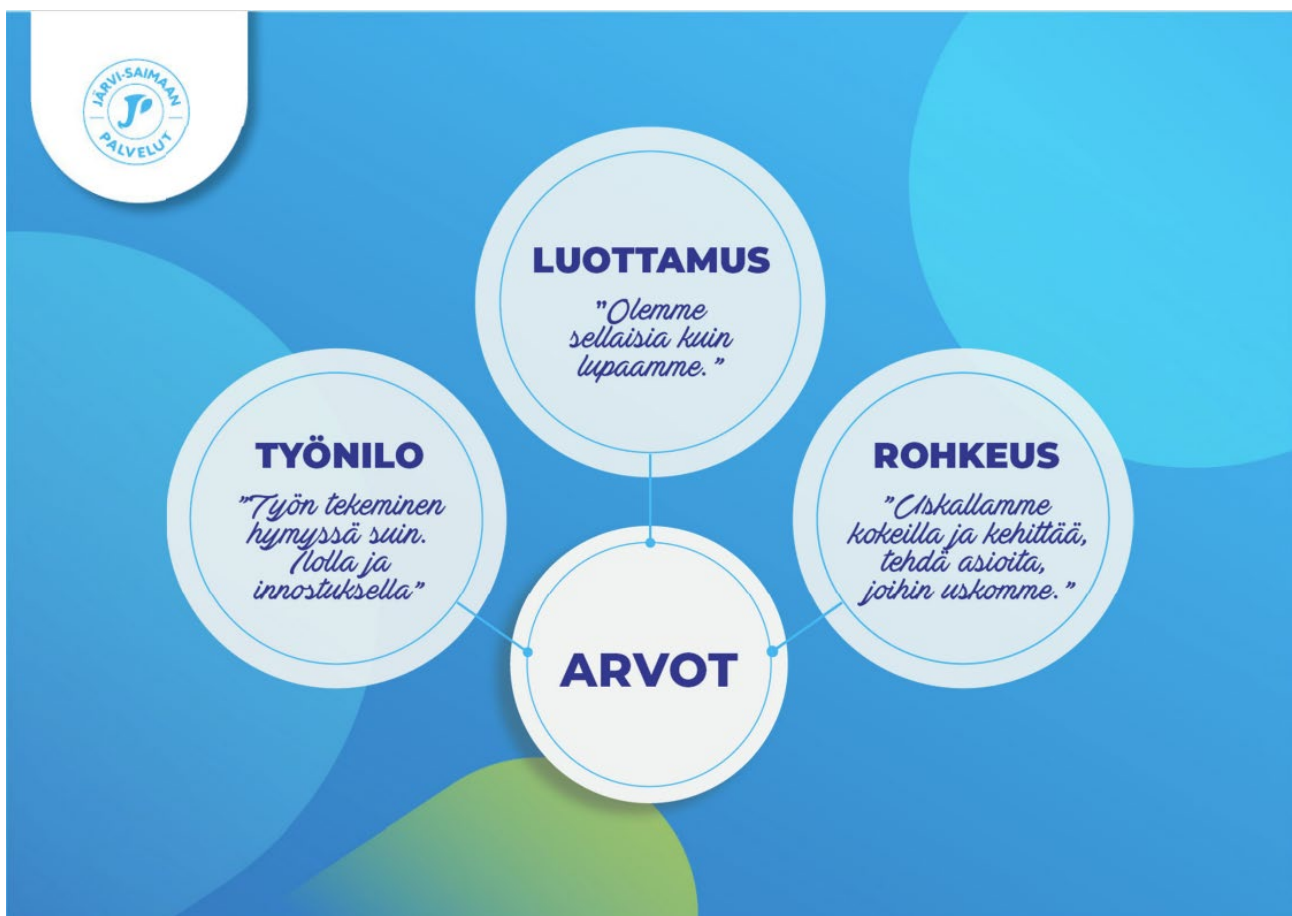 JÄRVI-SAIMAAN
PALVELUT
LUOTTAMUS
"Olemme
sellaisia kuin
lupaamme."
TYÖNILO
"Työn tekeminen
hymyssä suin.
Ilolla ja
innostuksella"
ROHKEUS
"Uskallamme
kokeilla ja kehittää,
tehdä asioita,
joihin uskomme."
ARVOT